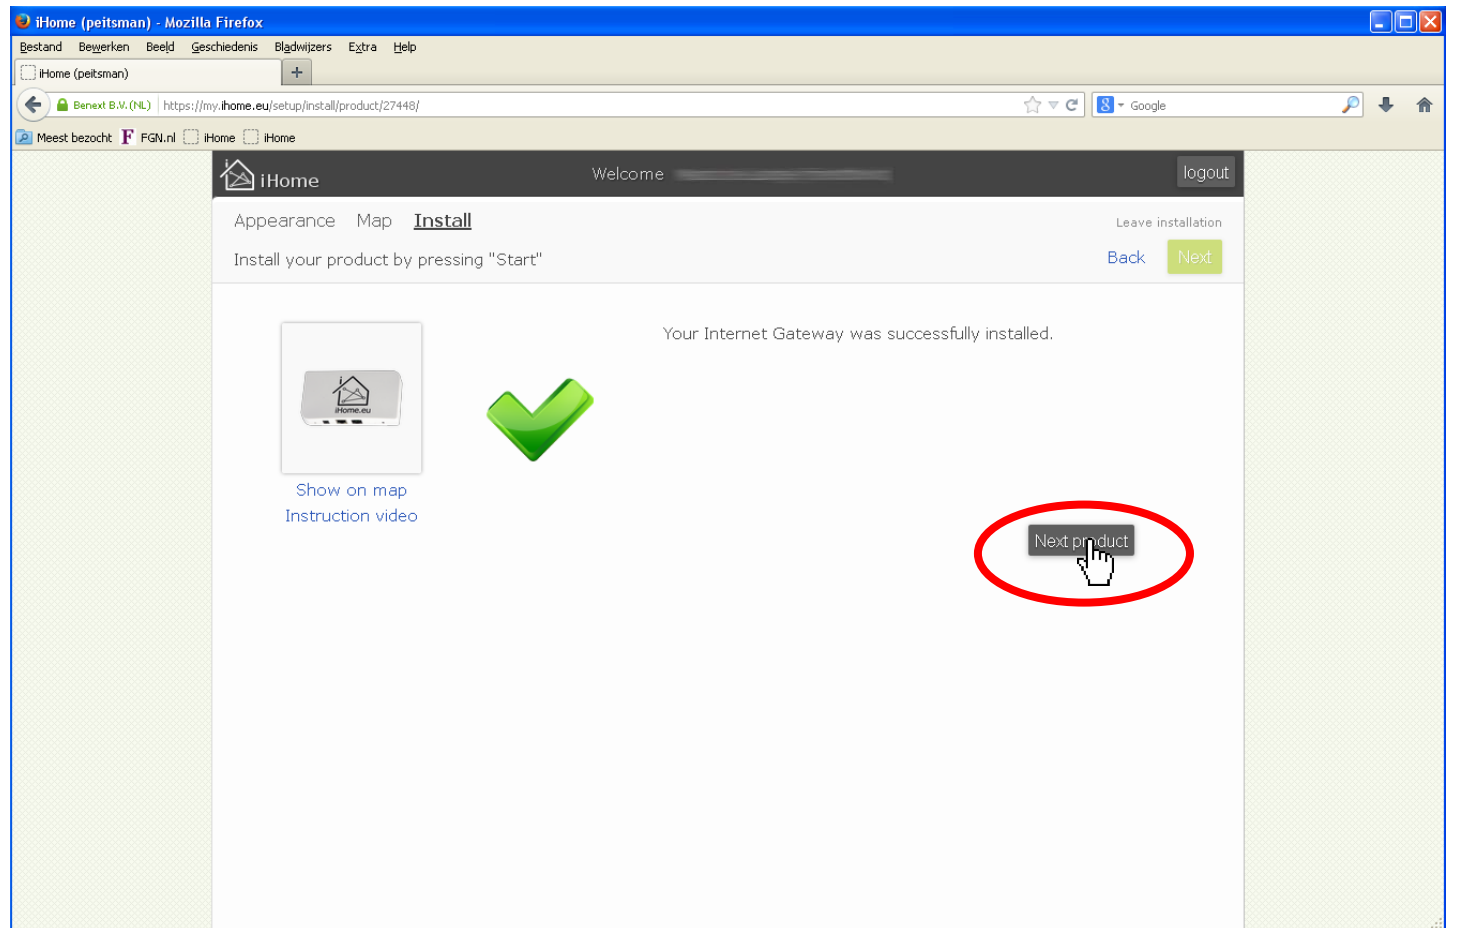 iHome (peitsman) - Mozilla Firefox
Bestand Bewerken Beeld Geschiedenis Bladwijzers Extra Help
iHome (peitsman)
Benext B.V. (NL) https://my.ihome.eu/setup/install/product/27448/ Google
Meest bezocht F FGN.nl iHome iHome
iHome Welcome logout
Appearance Map Install Leave installation
Install your product by pressing "Start" Back Next
Your Internet Gateway was successfully installed.
iHome.eu
Show on map
Instruction video
Next product